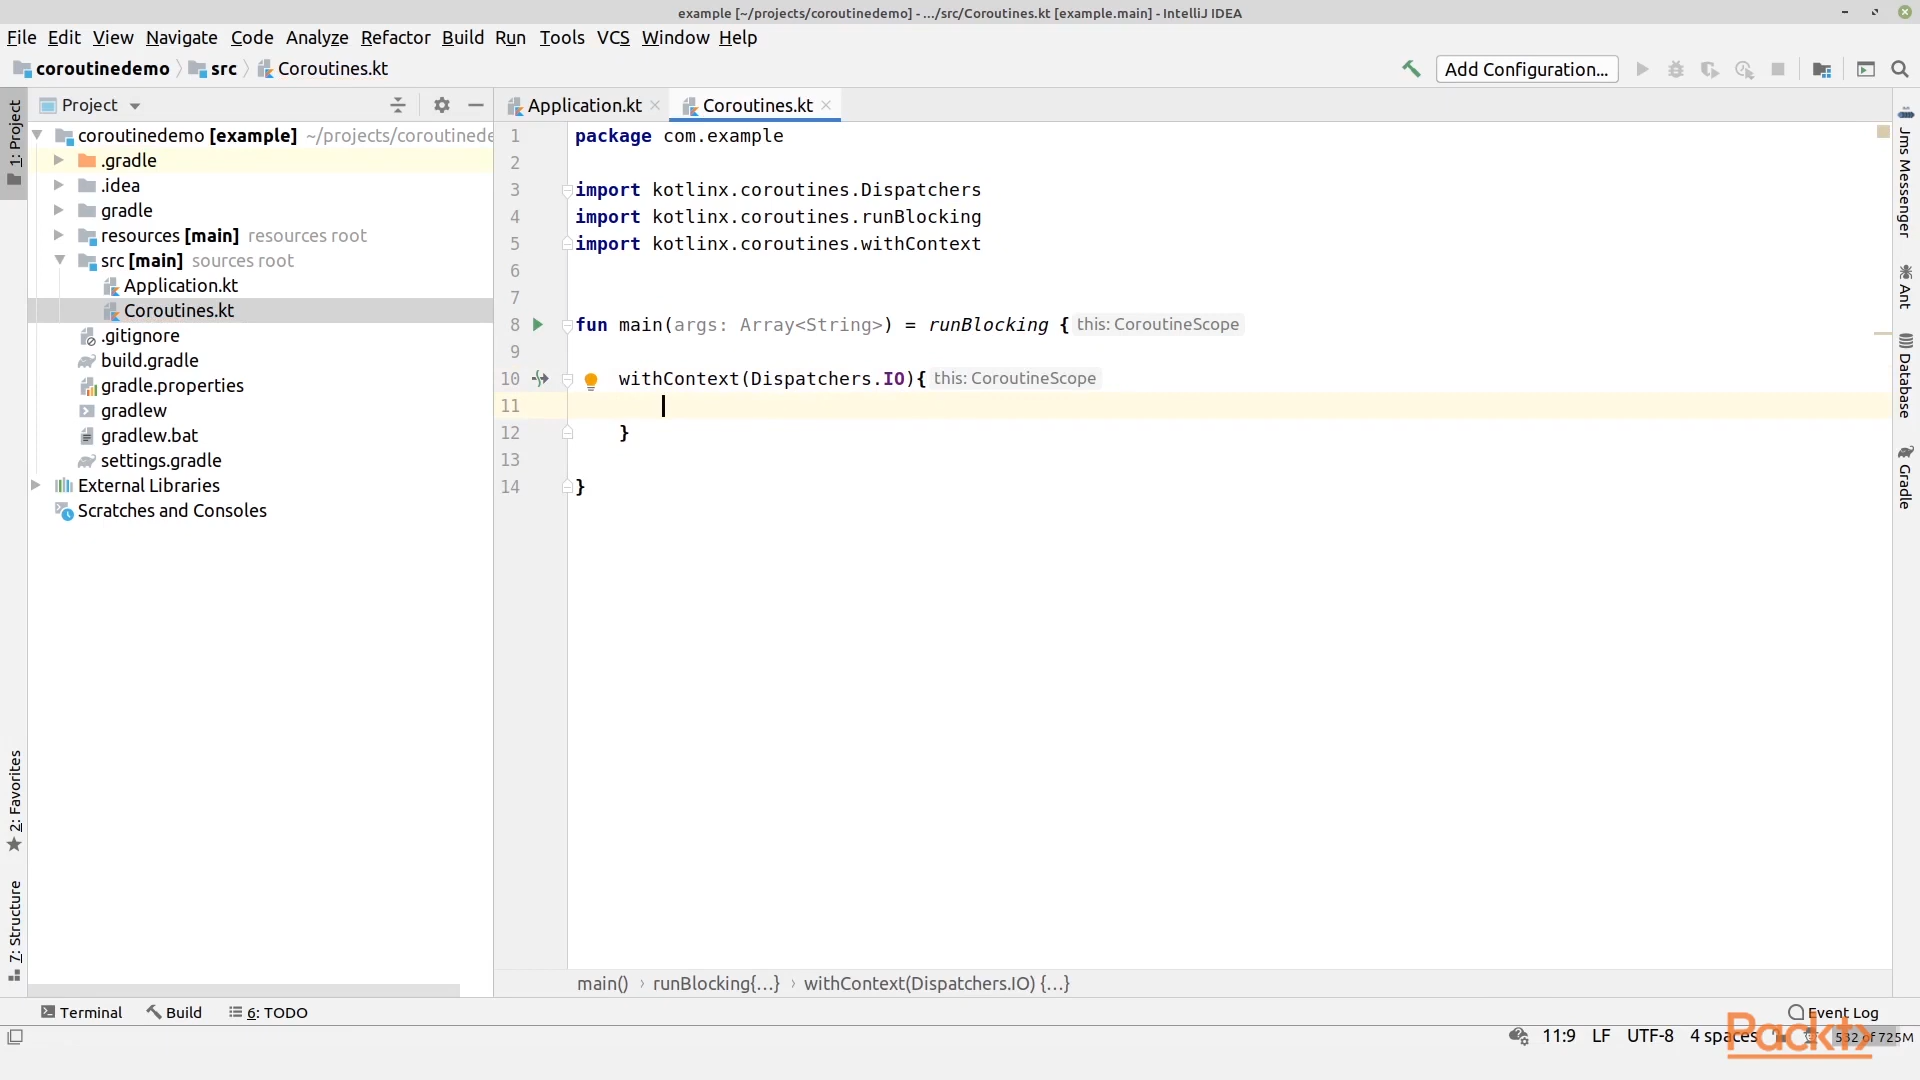 example [~/projects/coroutinedemo] - .../src/Coroutines.kt [example.main] - IntelliJ IDEA
File Edit View Navigate Code Analyze Refactor Build Run Tools VCS Window Help
coroutinedemo src Coroutines.kt Add Configuration...
1: Project
Project
Application.kt Coroutines.kt
coroutinedemo [example] ~/projects/coroutinede
.gradle
.idea
gradle
resources [main] resources root
src [main] sources root
Application.kt
Coroutines.kt
.gitignore
build.gradle
gradle.properties
gradlew
gradlew.bat
settings.gradle
External Libraries
Scratches and Consoles
1 package com.example
2
3 import kotlinx.coroutines.Dispatchers
4 import kotlinx.coroutines.runBlocking
5 import kotlinx.coroutines.withContext
6
7
8 fun main(args: Array<String>) = runBlocking { this: CoroutineScope
9
10 withContext(Dispatchers.IO){ this: CoroutineScope
11
12 }
13
14 }
Jms Messenger
Ant
Database
Gradle
2: Favorites
7: Structure
main() › runBlocking{...} › withContext(Dispatchers.IO) {...}
Terminal Build 6: TODO Event Log
11:9 LF UTF-8 4 spaces 532 of 725M
Packt>